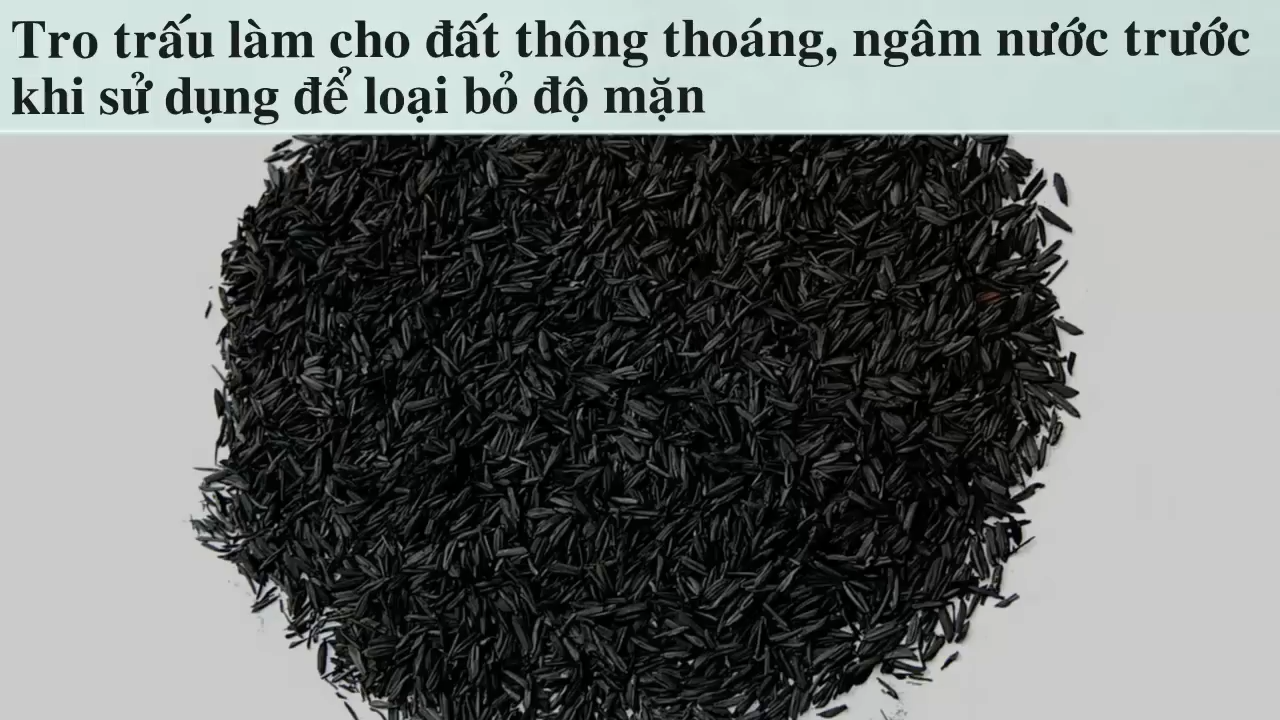 Tro trấu làm cho đất thông thoáng, ngâm nước trước
khi sử dụng để loại bỏ độ mặn